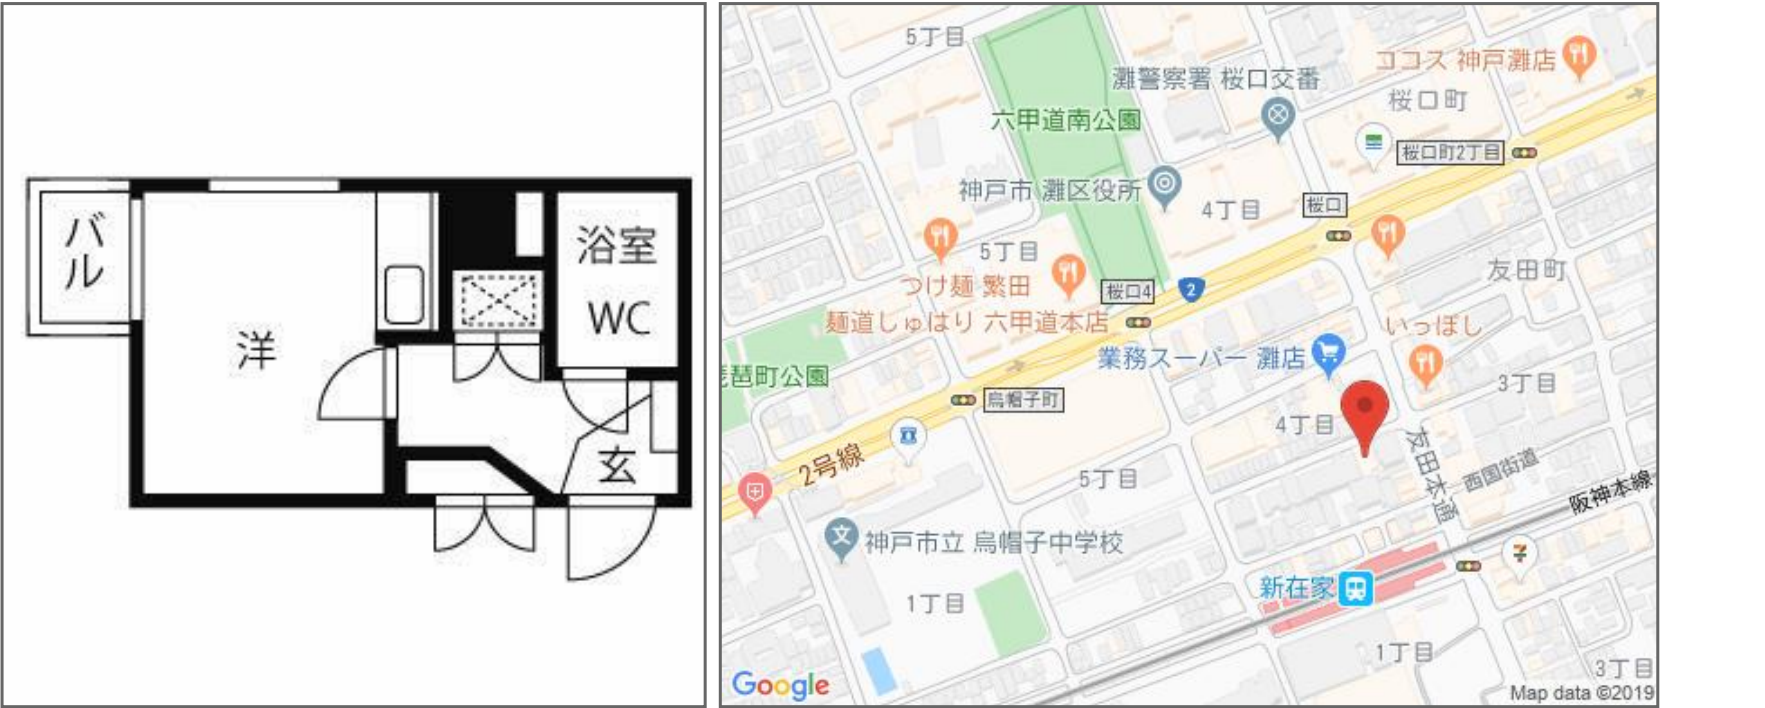 バル
洋
浴室
WC
玄
5丁目
ココス 神戸灘店
灘警察署 桜口交番
桜口町
六甲道南公園
桜口町2丁目
神戸市 灘区役所
4丁目
桜口
5丁目
友田町
つけ麺 繁田
桜口4
2
麺道しゅはり 六甲道本店
いっぽし
業務スーパー 灘店
琵琶町公園
3丁目
烏帽子町
4丁目
2号線
5丁目
友田本通
西国街道
阪神本線
神戸市立 烏帽子中学校
文
新在家
1丁目
1丁目
3丁目
Google
Map data ©2019